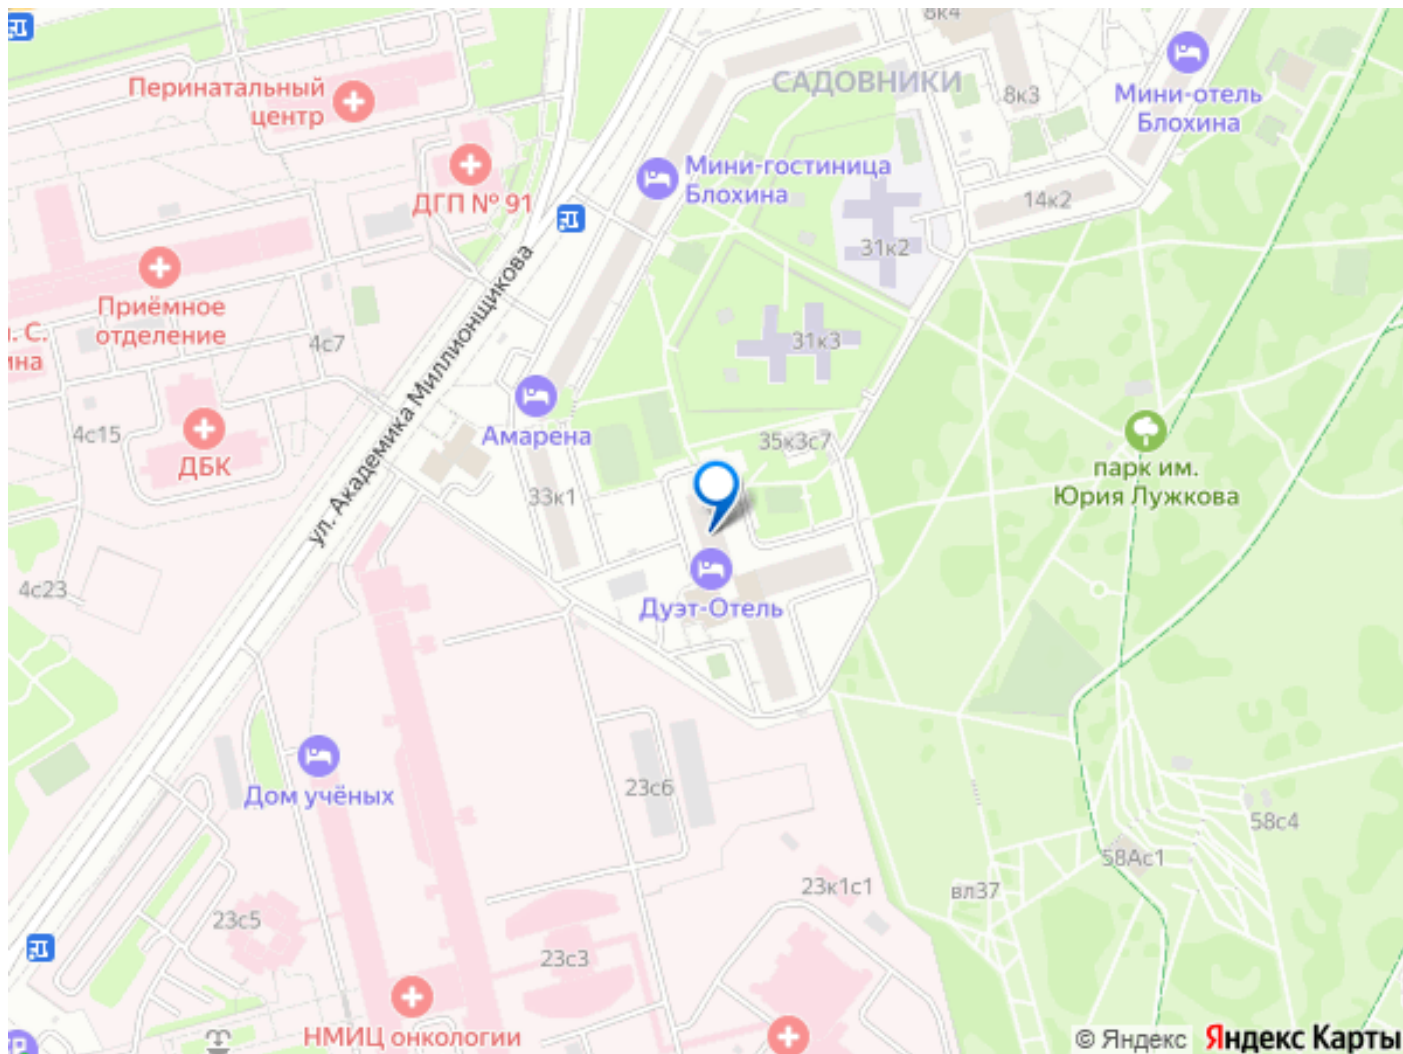 8к4
САДОВНИКИ
8к3
Мини-отель
Блохина
Перинатальный
центр
Мини-гостиница
Блохина
ДГП № 91
14к2
31к2
Приёмное
отделение
ул. Академика Миллионщикова
. С.
ина
4с7
31к3
4с15
ДБК
Амарена
35к3с7
парк им.
Юрия Лужкова
33к1
4с23
Дуэт-Отель
Дом учёных
23с6
58с4
58Ас1
23к1с1
вл37
23с5
23с3
НМИЦ онкологии
© Яндекс Яндекс Карты